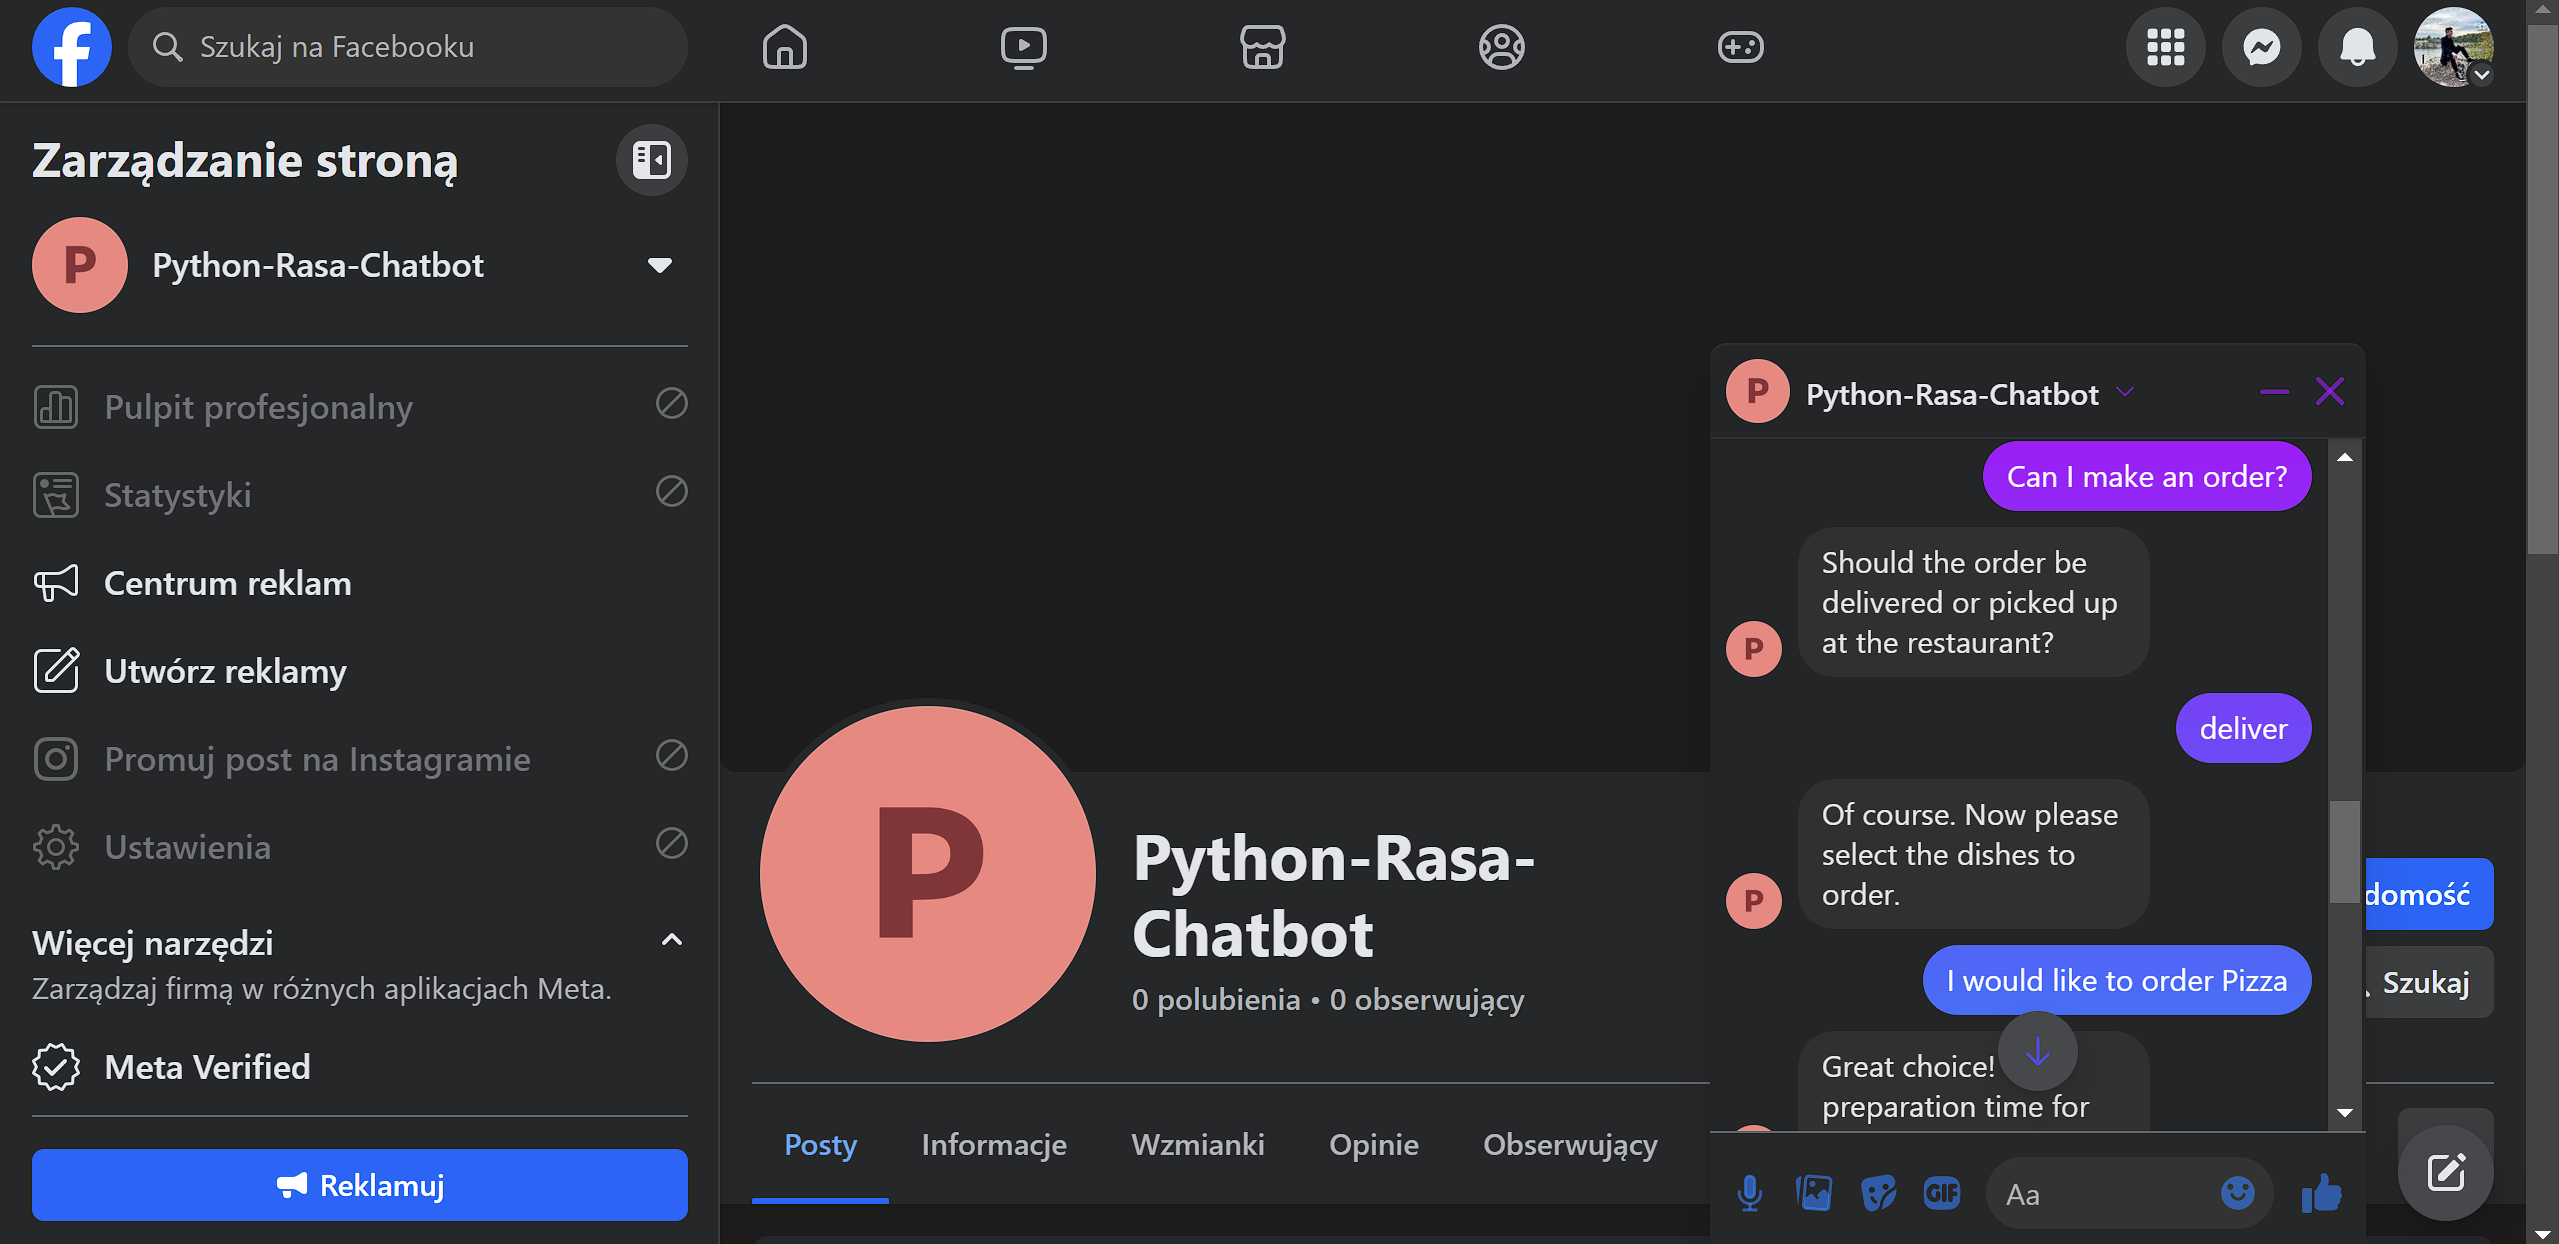 Szukaj na Facebooku
Zarządzanie stroną
P
Python-Rasa-Chatbot
Pulpit profesjonalny
Statystyki
Centrum reklam
Utwórz reklamy
Promuj post na Instagramie
Ustawienia
Więcej narzędzi
Zarządzaj firmą w różnych aplikacjach Meta.
Meta Verified
Reklamuj
P
Python-Rasa-
Chatbot
0 polubienia • 0 obserwujący
Posty
Informacje
Wzmianki
Opinie
Obserwujący
domość
Szukaj
P
Python-Rasa-Chatbot
Can I make an order?
Should the order be
delivered or picked up
at the restaurant?
P
deliver
Of course. Now please
select the dishes to
order.
P
I would like to order Pizza
Great choice!
preparation time for
GIF
Aa